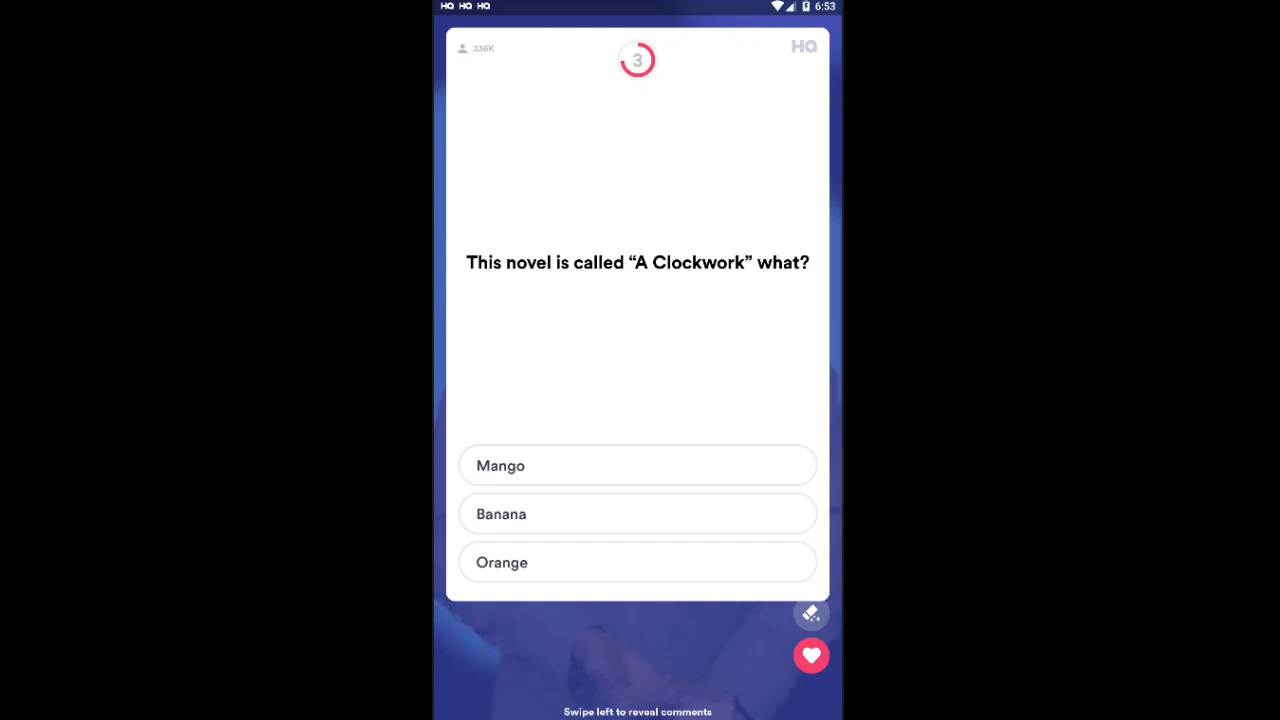 HQ HQ HQ 6:53
336K 3 HQ
This novel is called “A Clockwork” what?
Mango
Banana
Orange
Swipe left to reveal comments